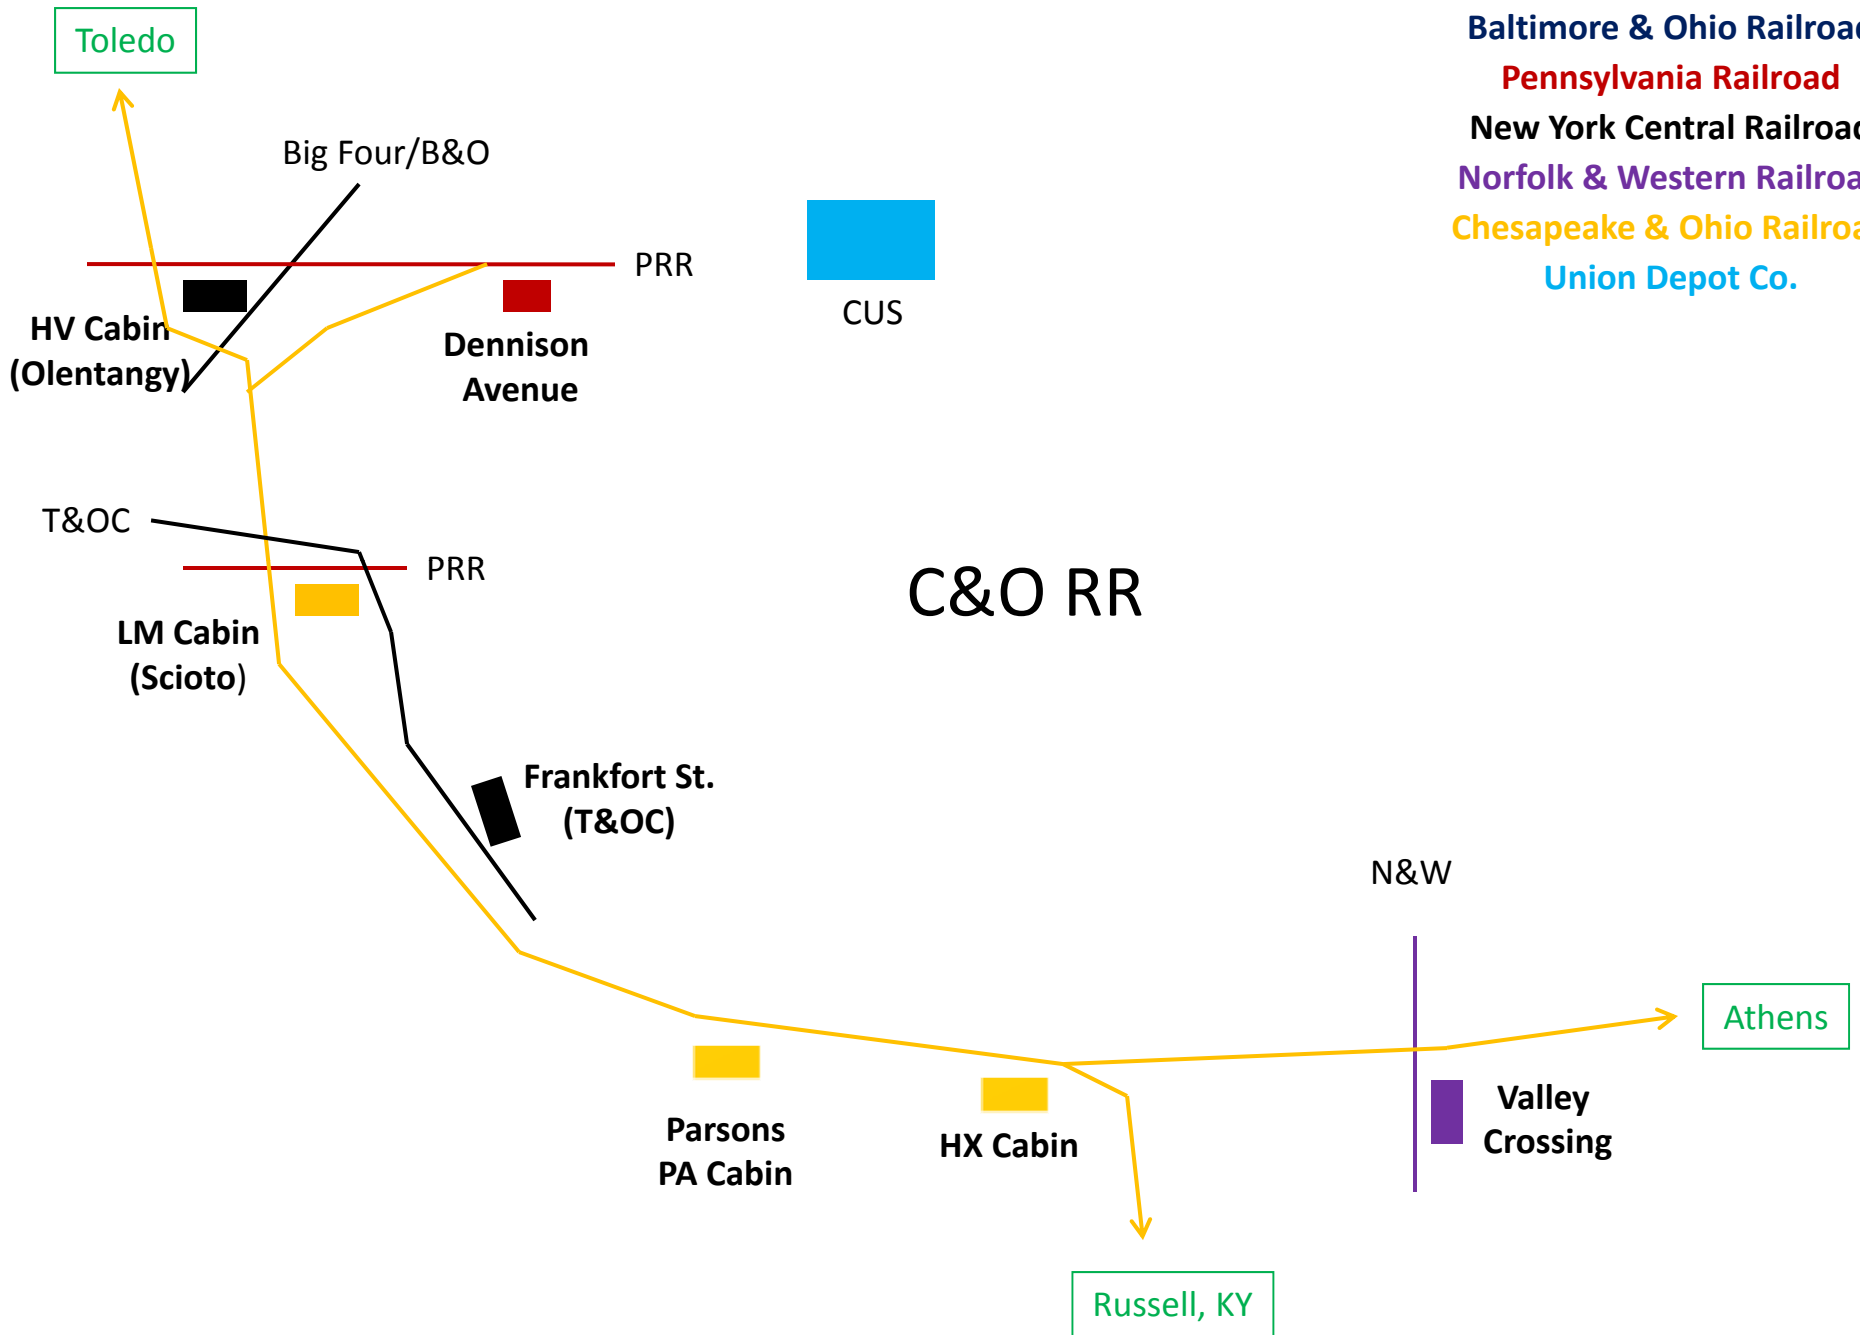 Toledo
Baltimore & Ohio Railroad
Pennsylvania Railroad
New York Central Railroad
Norfolk & Western Railroa
Chesapeake & Ohio Railroa
Union Depot Co.
Big Four/B&O
PRR
CUS
HV Cabin
(Olentangy)
Dennison
Avenue
T&OC
PRR
C&O RR
LM Cabin
(Scioto)
Frankfort St.
(T&OC)
N&W
Athens
Valley
Crossing
Parsons
PA Cabin
HX Cabin
Russell, KY